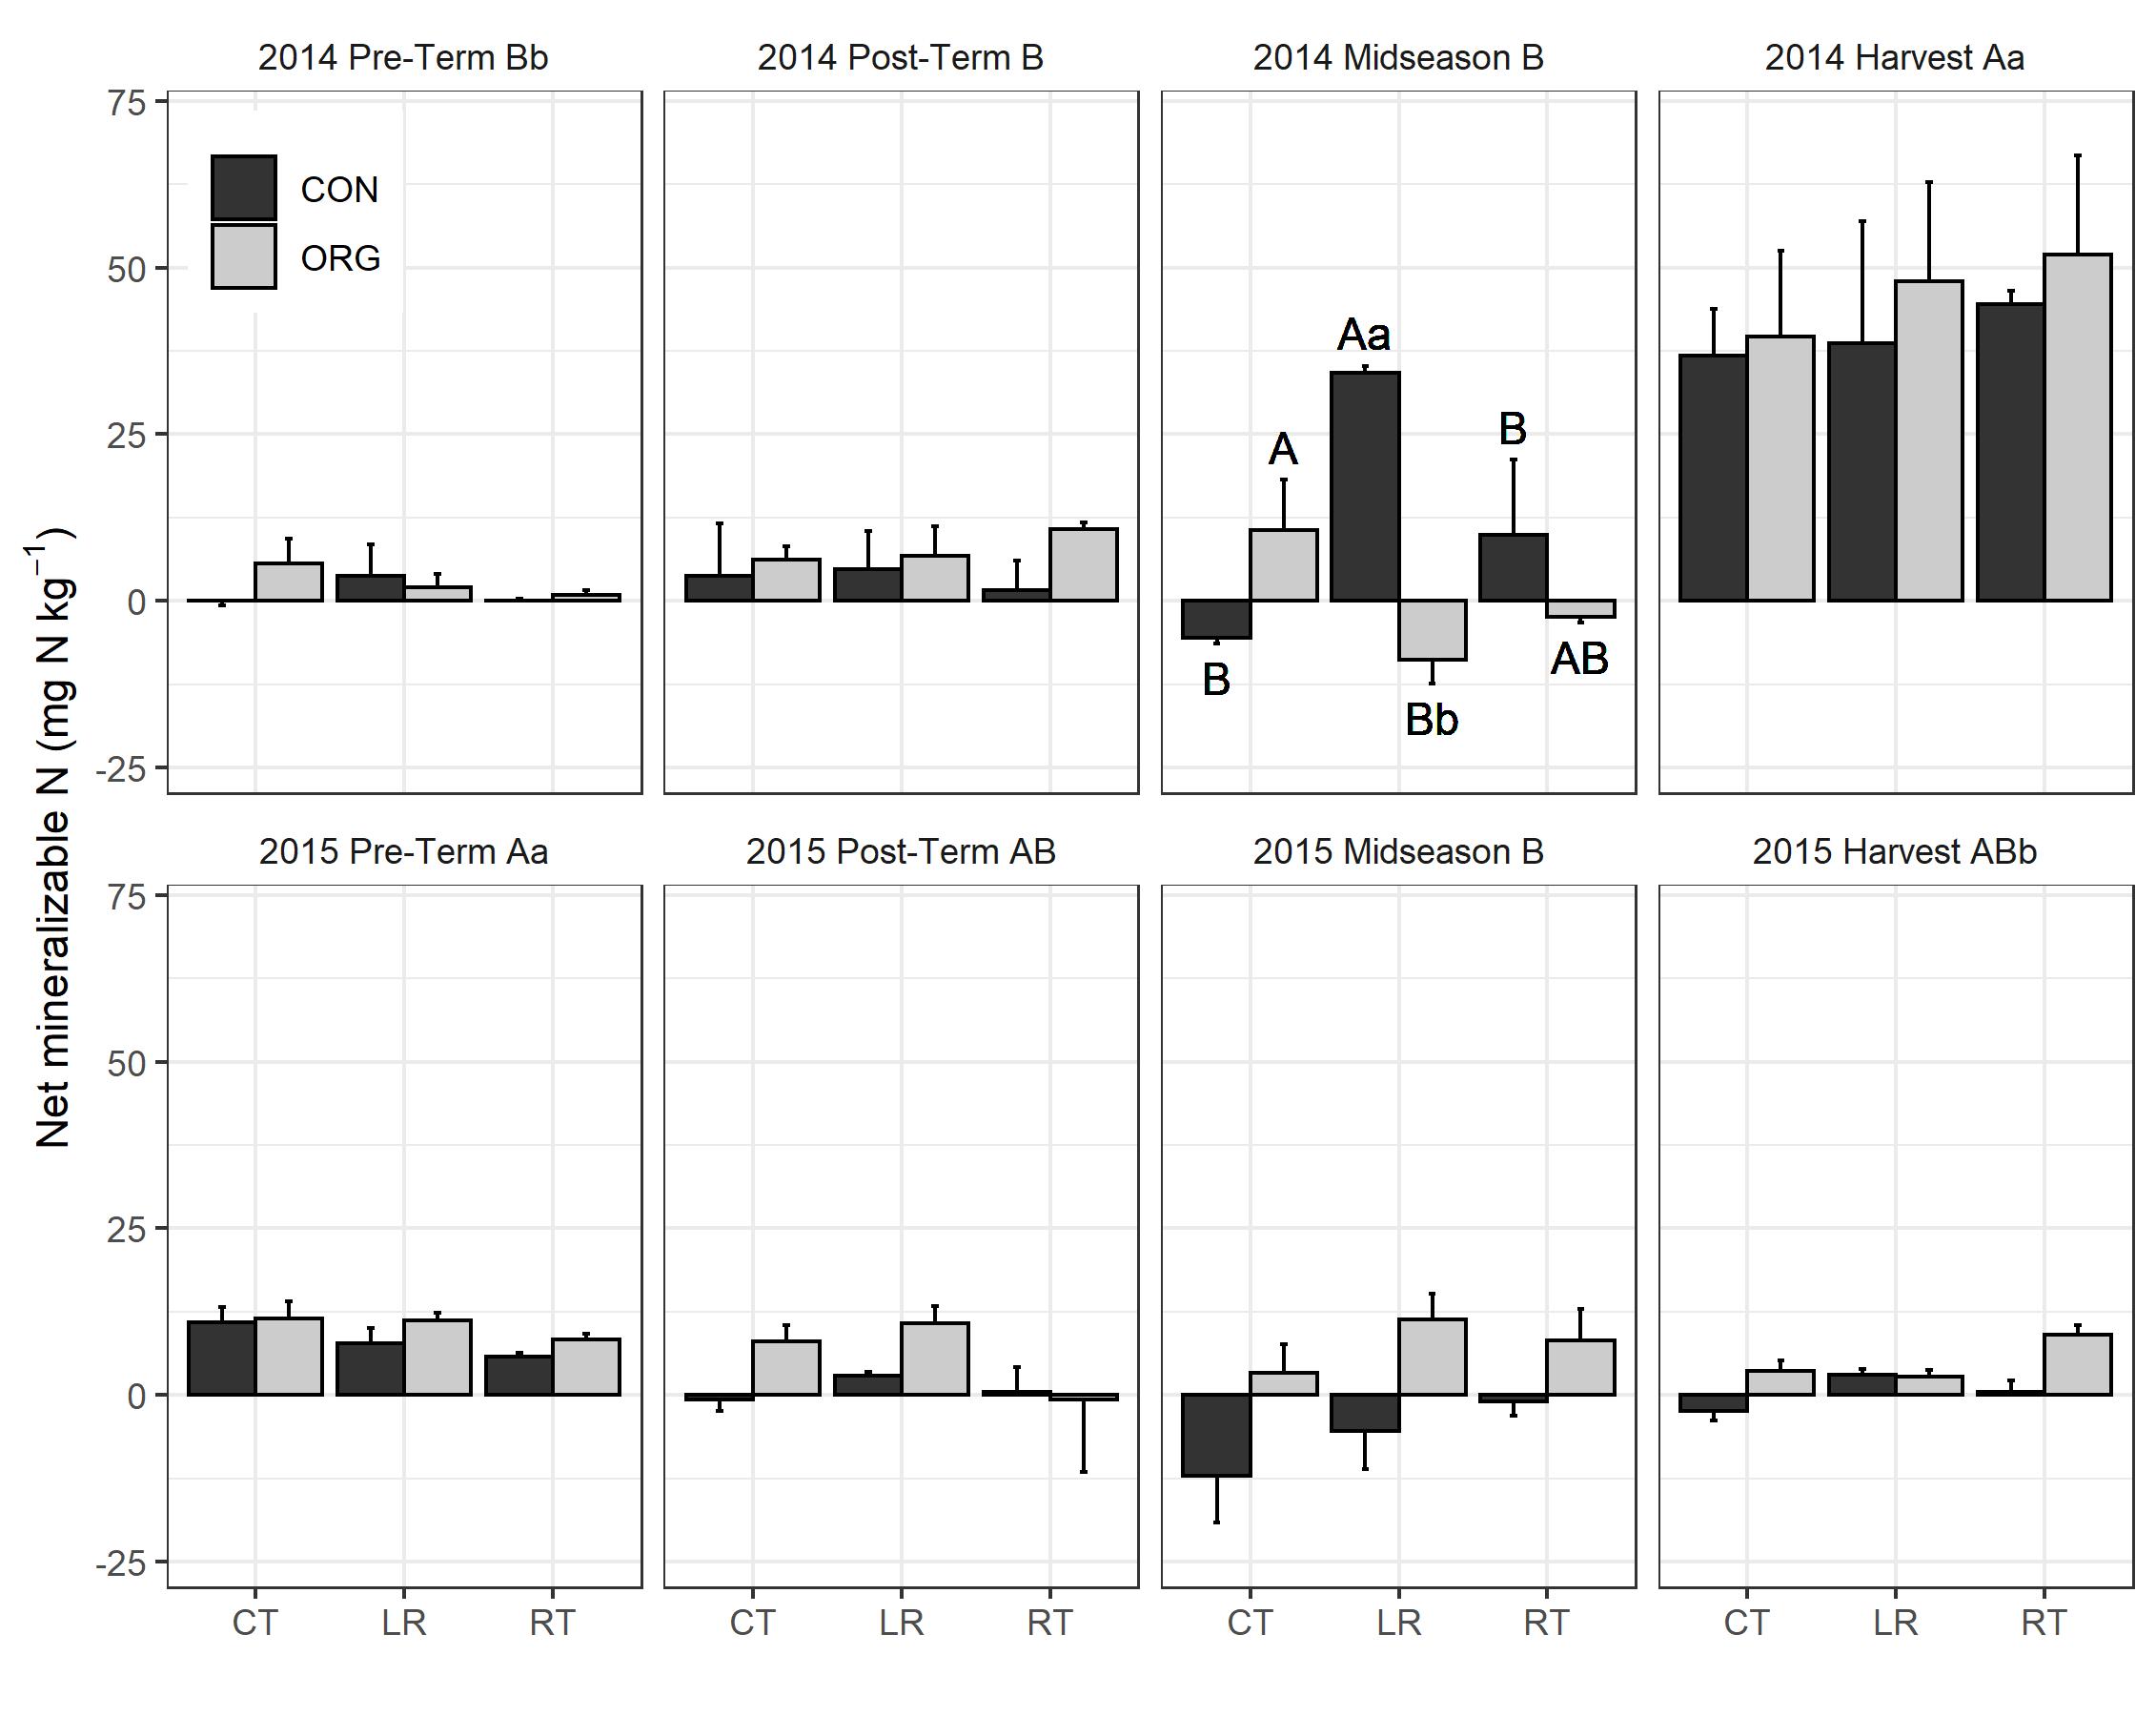 2014 Pre-Term Bb
2014 Post-Term B
2014 Midseason B
2014 Harvest Aa
75
50
25
0
-25
CON
ORG
Aa
A
B
B
AB
Bb
Net mineralizable N (mg N kg⁻¹)
2015 Pre-Term Aa
2015 Post-Term AB
2015 Midseason B
2015 Harvest ABb
75
50
25
0
-25
CT LR RT
CT LR RT
CT LR RT
CT LR RT